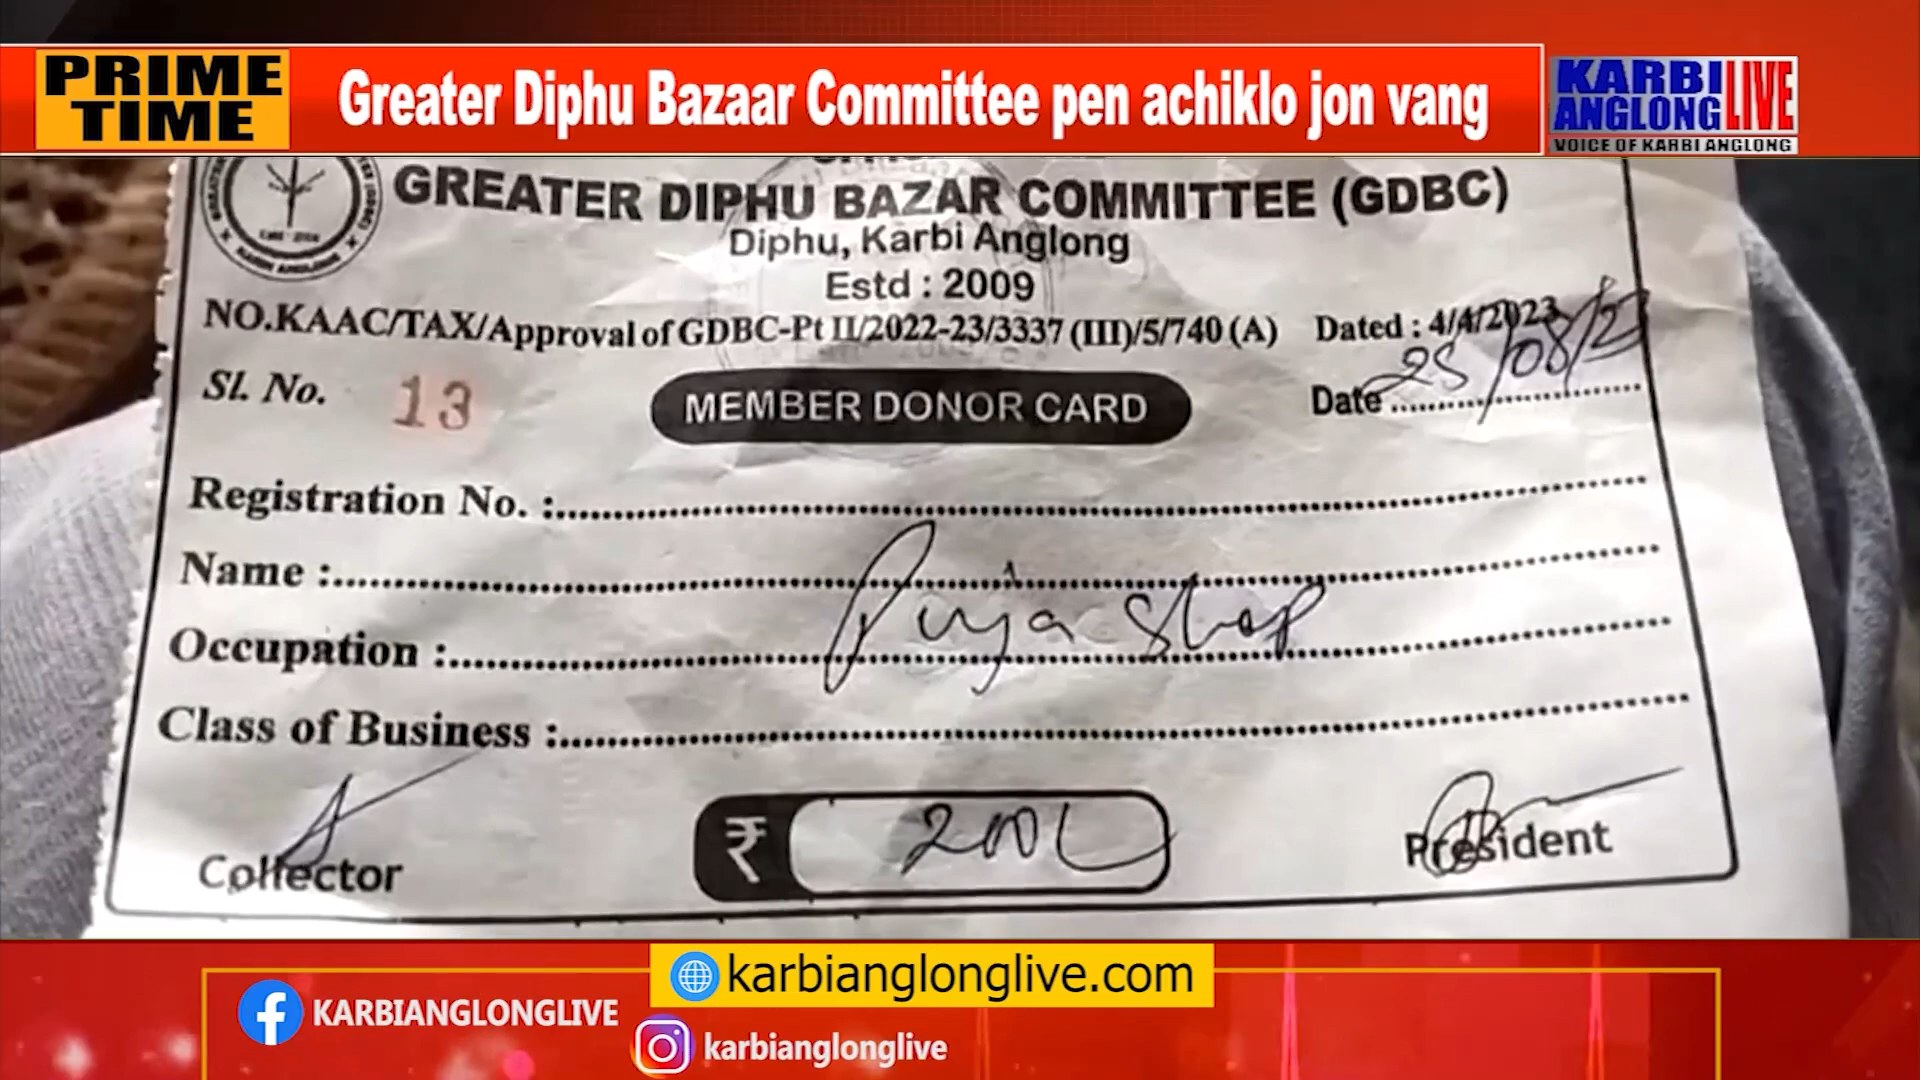 PRIME
TIME
Greater Diphu Bazaar Committee pen achiklo jon vang
KARBI
ANGLONG
LIVE
VOICE OF KARBI ANGLONG
GREATER DIPHU BAZAR COMMITTEE (GDBC)
Diphu, Karbi Anglong
Estd : 2009
NO.KAAC/TAX/Approval of GDBC-Pt II/2022-23/3337 (III)/5/740 (A) Dated : 4/4/2023
Sl. No. 13
MEMBER DONOR CARD
Date 25/08/23
Registration No. :
Name :
Puja Shop
Occupation :
Class of Business :
Collector
₹ 200/
President
karbianglonglive.com
KARBIANGLONGLIVE
karbianglonglive